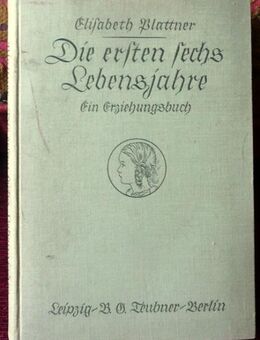 Elisabeth Plattner
Die ersten sechs
Lebensjahre
Ein Erziehungsbuch
Leipzig - B. G. Teubner - Berlin